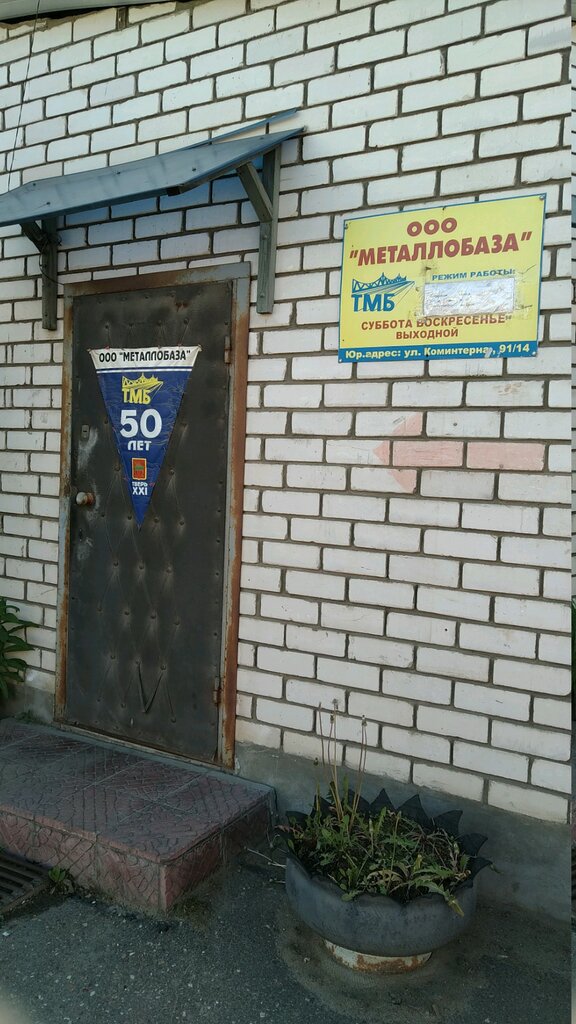 ООО
"МЕТАЛЛОБАЗА"
РЕЖИМ РАБОТЫ:
ТМБ
СУББОТА ВОСКРЕСЕНЬЕ
ВЫХОДНОЙ
Юр.адрес: ул. Коминтерна, 91/14
ООО "МЕТАЛЛОБАЗА"
ТМБ
50
ЛЕТ
ТВЕРЬ
XXI